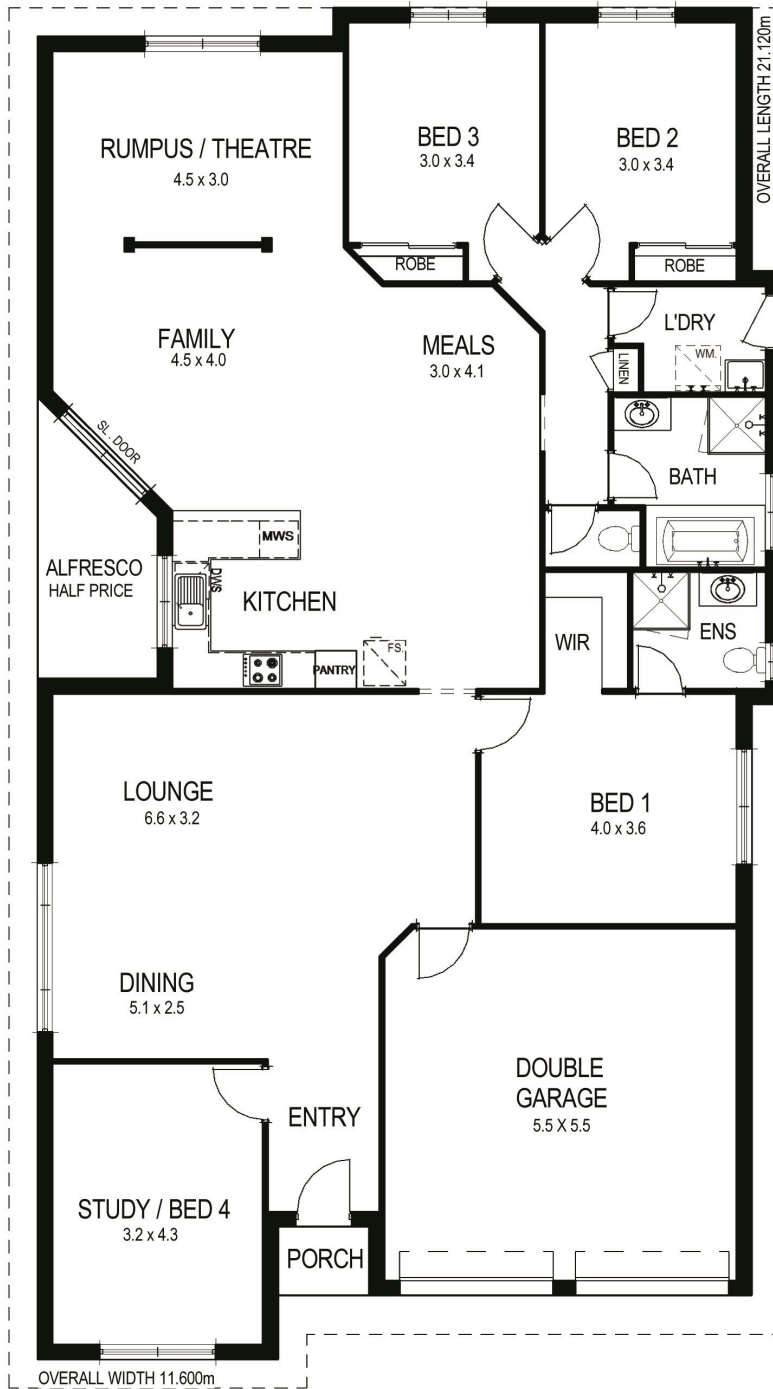 OVERALL LENGTH 21.120m
BED 3
3.0 x 3.4
BED 2
3.0 x 3.4
RUMPUS / THEATRE
4.5 x 3.0
ROBE
ROBE
FAMILY
4.5 x 4.0
MEALS
3.0 x 4.1
L'DRY
WM.
LINEN
SL. DOOR
BATH
MWS
DWS
KITCHEN
ALFRESCO
HALF PRICE
FS.
PANTRY
WIR
ENS
LOUNGE
6.6 x 3.2
BED 1
4.0 x 3.6
DINING
5.1 x 2.5
DOUBLE
GARAGE
5.5 X 5.5
ENTRY
STUDY / BED 4
3.2 x 4.3
PORCH
OVERALL WIDTH 11.600m